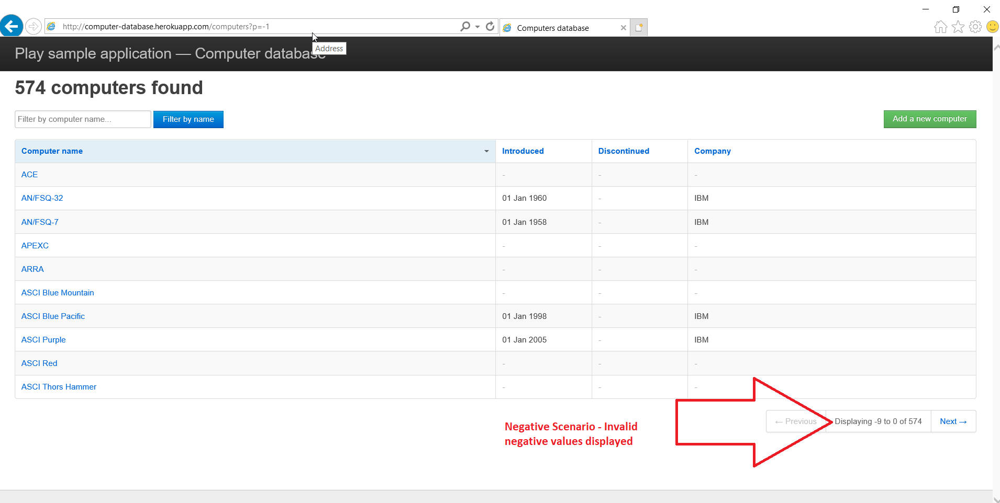 http://computer-database.herokuapp.com/computers?p=-1
Computers database
Address
Play sample application — Computer database
574 computers found
Filter by computer name...
Filter by name
Add a new computer
Computer name Introduced Discontinued Company
ACE - - -
AN/FSQ-32 01 Jan 1960 - IBM
AN/FSQ-7 01 Jan 1958 - IBM
APEXC - - -
ARRA - - -
ASCI Blue Mountain - - -
ASCI Blue Pacific 01 Jan 1998 - IBM
ASCI Purple 01 Jan 2005 - IBM
ASCI Red - - -
ASCI Thors Hammer - - -
← Previous Displaying -9 to 0 of 574 Next →
Negative Scenario - Invalid
negative values displayed